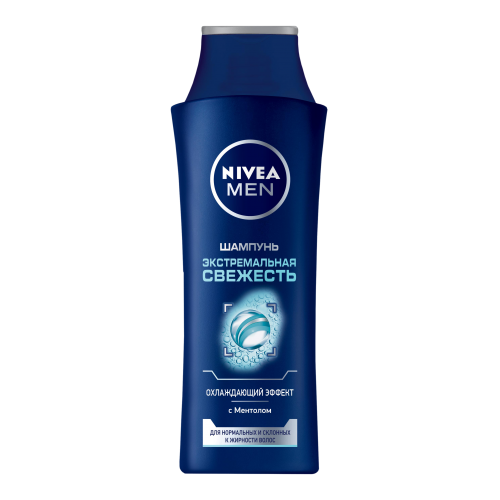 NIVEA
MEN
ШАМПУНЬ
ЭКСТРЕМАЛЬНАЯ
СВЕЖЕСТЬ
ОХЛАЖДАЮЩИЙ ЭФФЕКТ
с Ментолом
ДЛЯ НОРМАЛЬНЫХ И СКЛОННЫХ
К ЖИРНОСТИ ВОЛОС